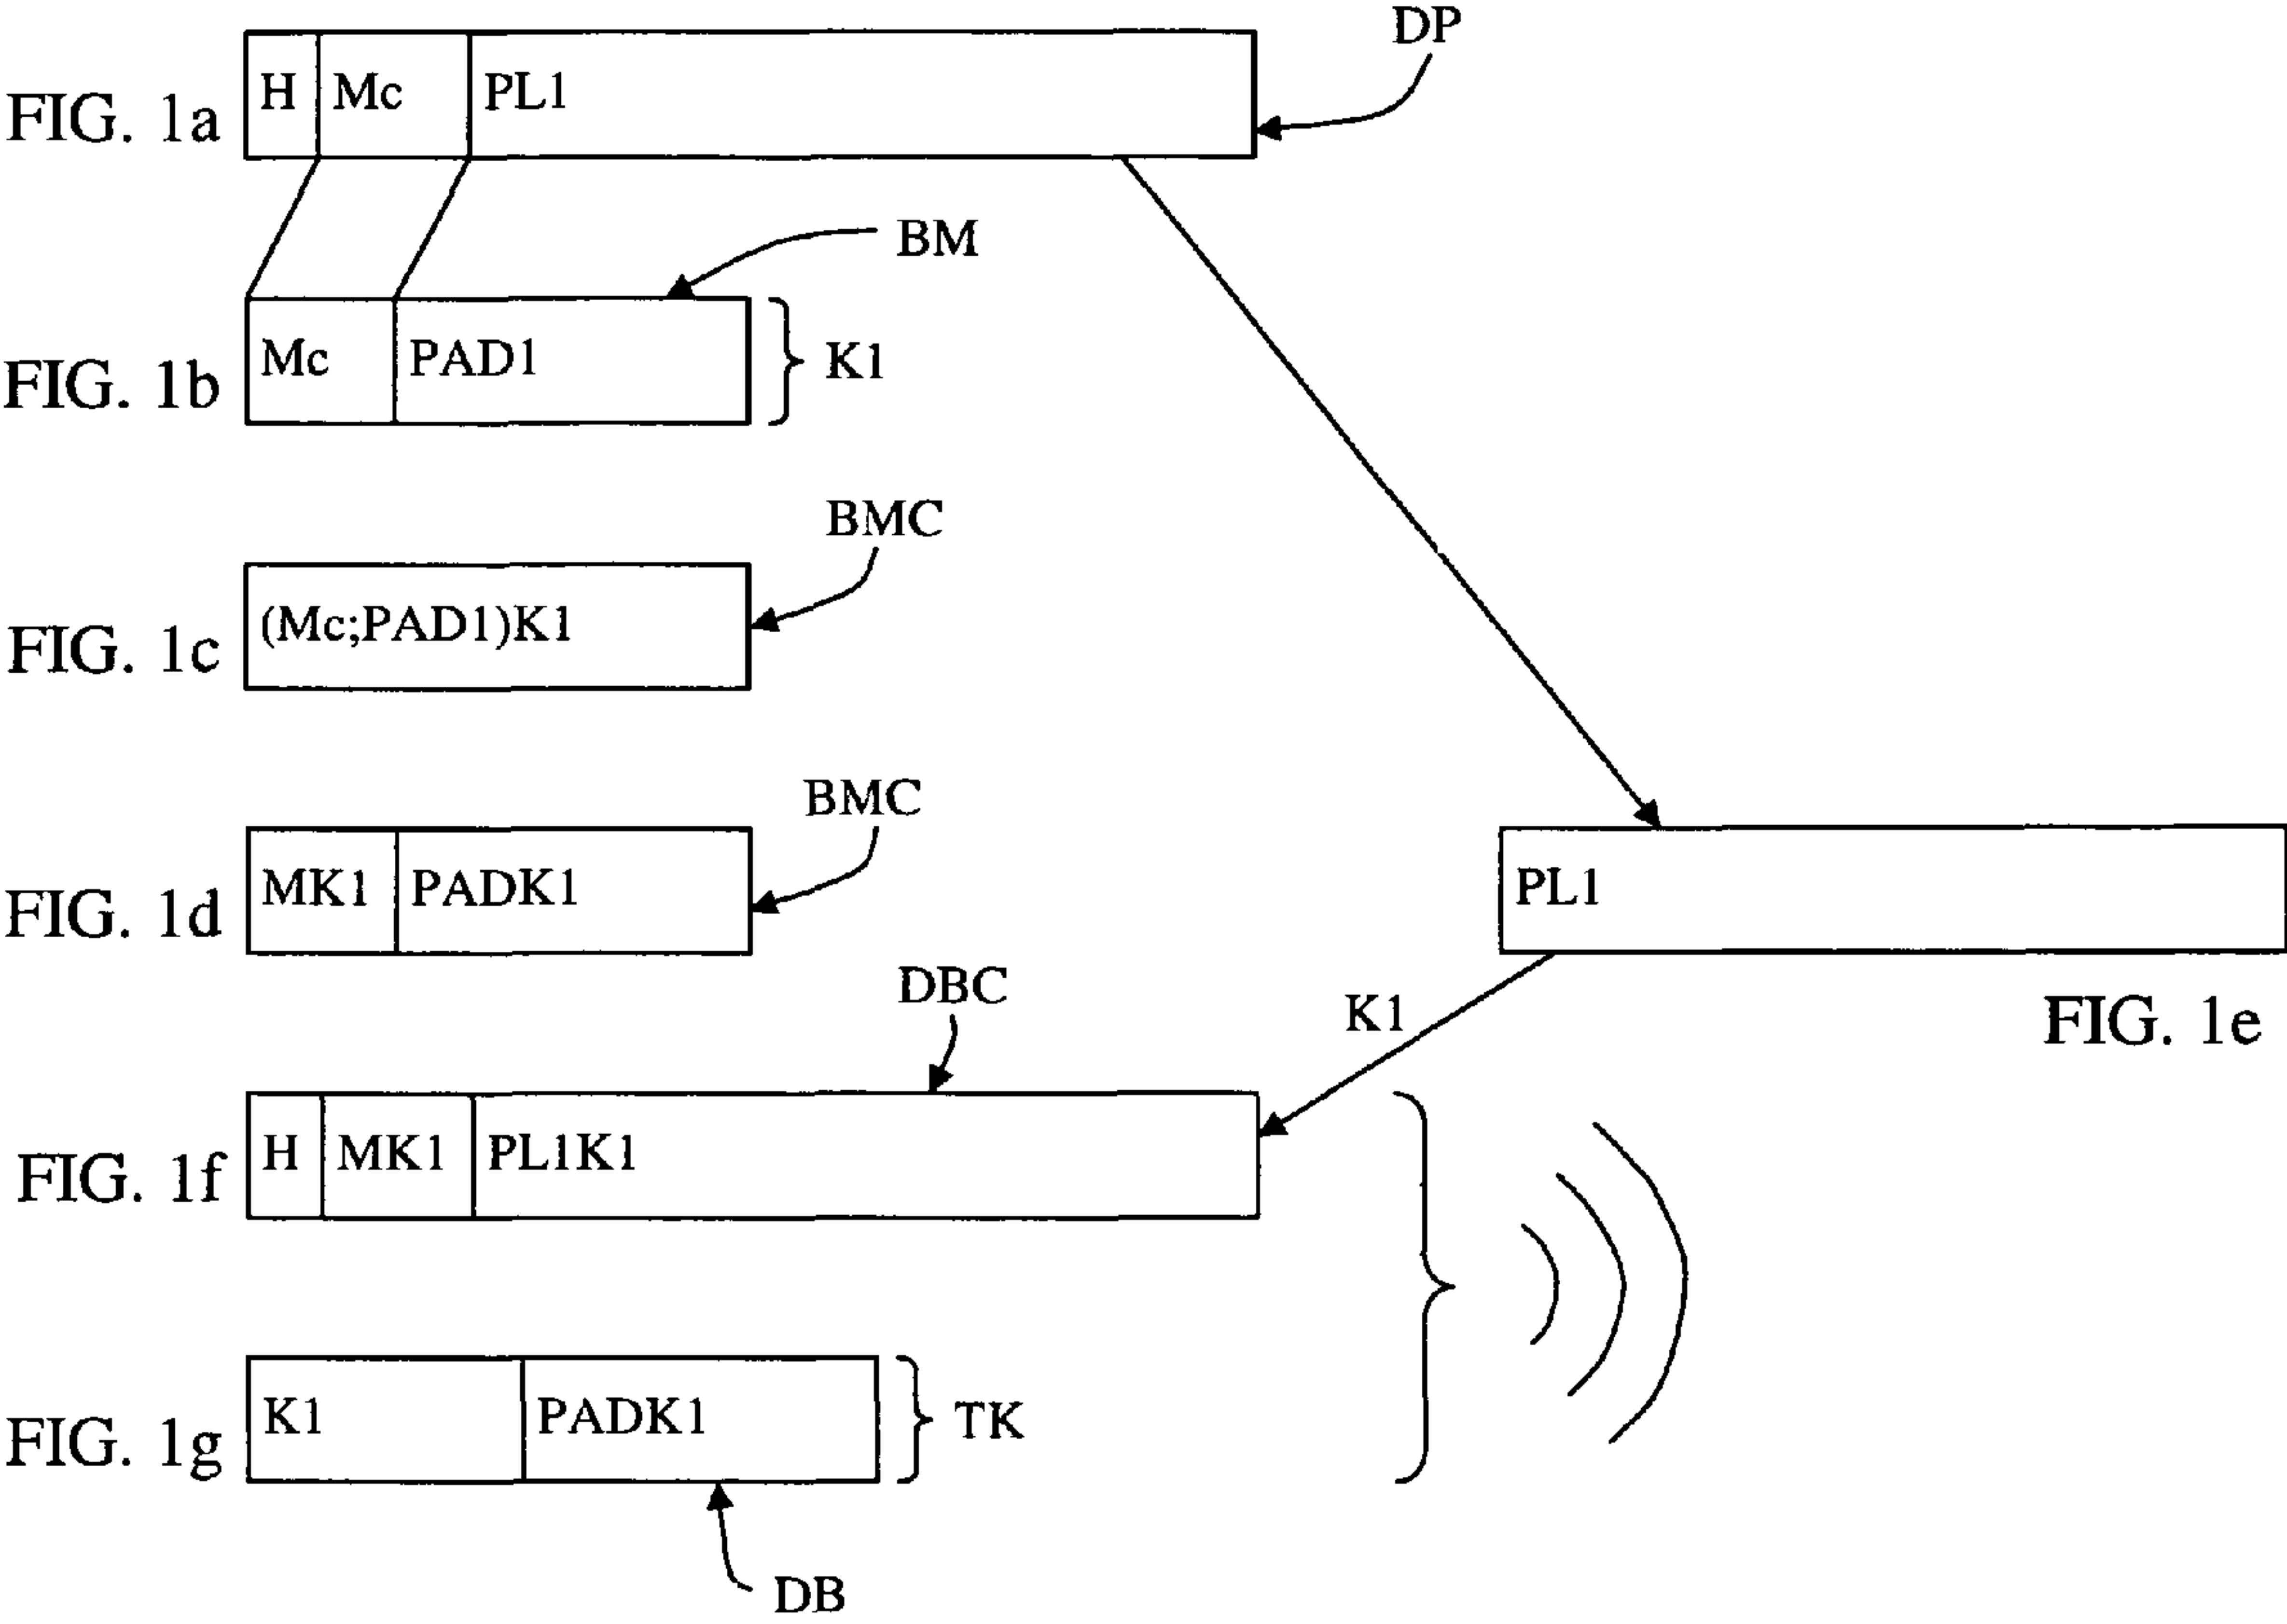 DP
FIG. 1a
H
Mc
PL1
BM
FIG. 1b
Mc
PAD1
K1
BMC
FIG. 1c
(Mc;PAD1)K1
BMC
FIG. 1d
MK1
PADK1
PL1
FIG. 1e
DBC
K1
FIG. 1f
H
MK1
PL1K1
FIG. 1g
K1
PADK1
TK
DB